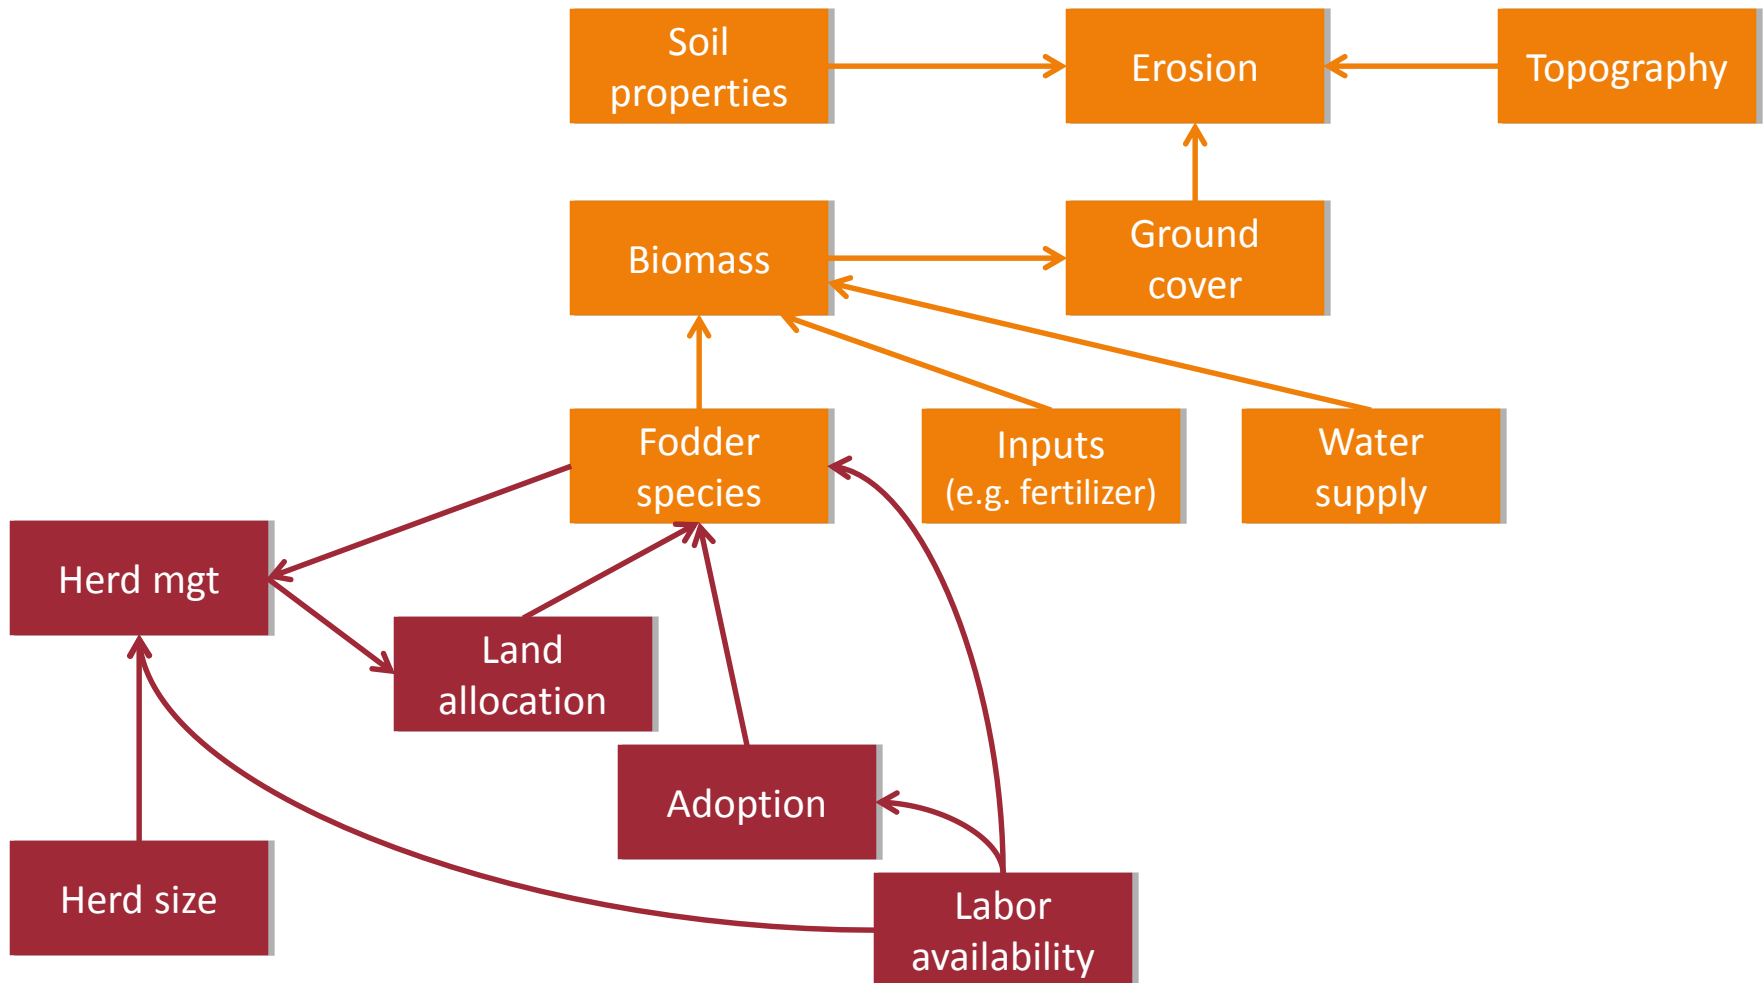 Soil
properties
Erosion
Topography
Biomass
Ground
cover
Fodder
species
Inputs
(e.g. fertilizer)
Water
supply
Herd mgt
Land
allocation
Adoption
Herd size
Labor
availability